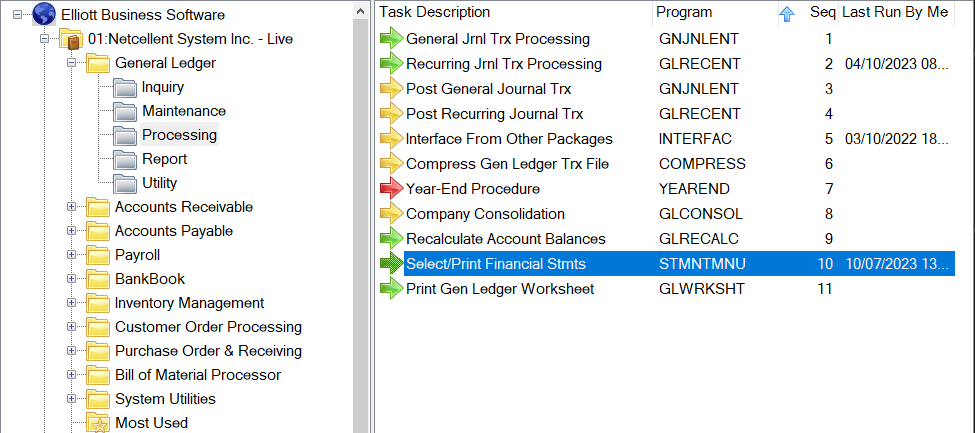 Elliott Business Software
01:Netcellent System Inc. - Live
General Ledger
Inquiry
Maintenance
Processing
Report
Utility
Accounts Receivable
Accounts Payable
Payroll
BankBook
Inventory Management
Customer Order Processing
Purchase Order & Receiving
Bill of Material Processor
System Utilities
Most Used
Task Description Program Seq Last Run By Me
General Jrnl Trx Processing GNJNLENT 1
Recurring Jrnl Trx Processing GLRECENT 2 04/10/2023 08...
Post General Journal Trx GNJNLENT 3
Post Recurring Journal Trx GLRECENT 4
Interface From Other Packages INTERFAC 5 03/10/2022 18...
Compress Gen Ledger Trx File COMPRESS 6
Year-End Procedure YEAREND 7
Company Consolidation GLCONSOL 8
Recalculate Account Balances GLRECALC 9
Select/Print Financial Stmts STMNTMNU 10 10/07/2023 13...
Print Gen Ledger Worksheet GLWRKSHT 11